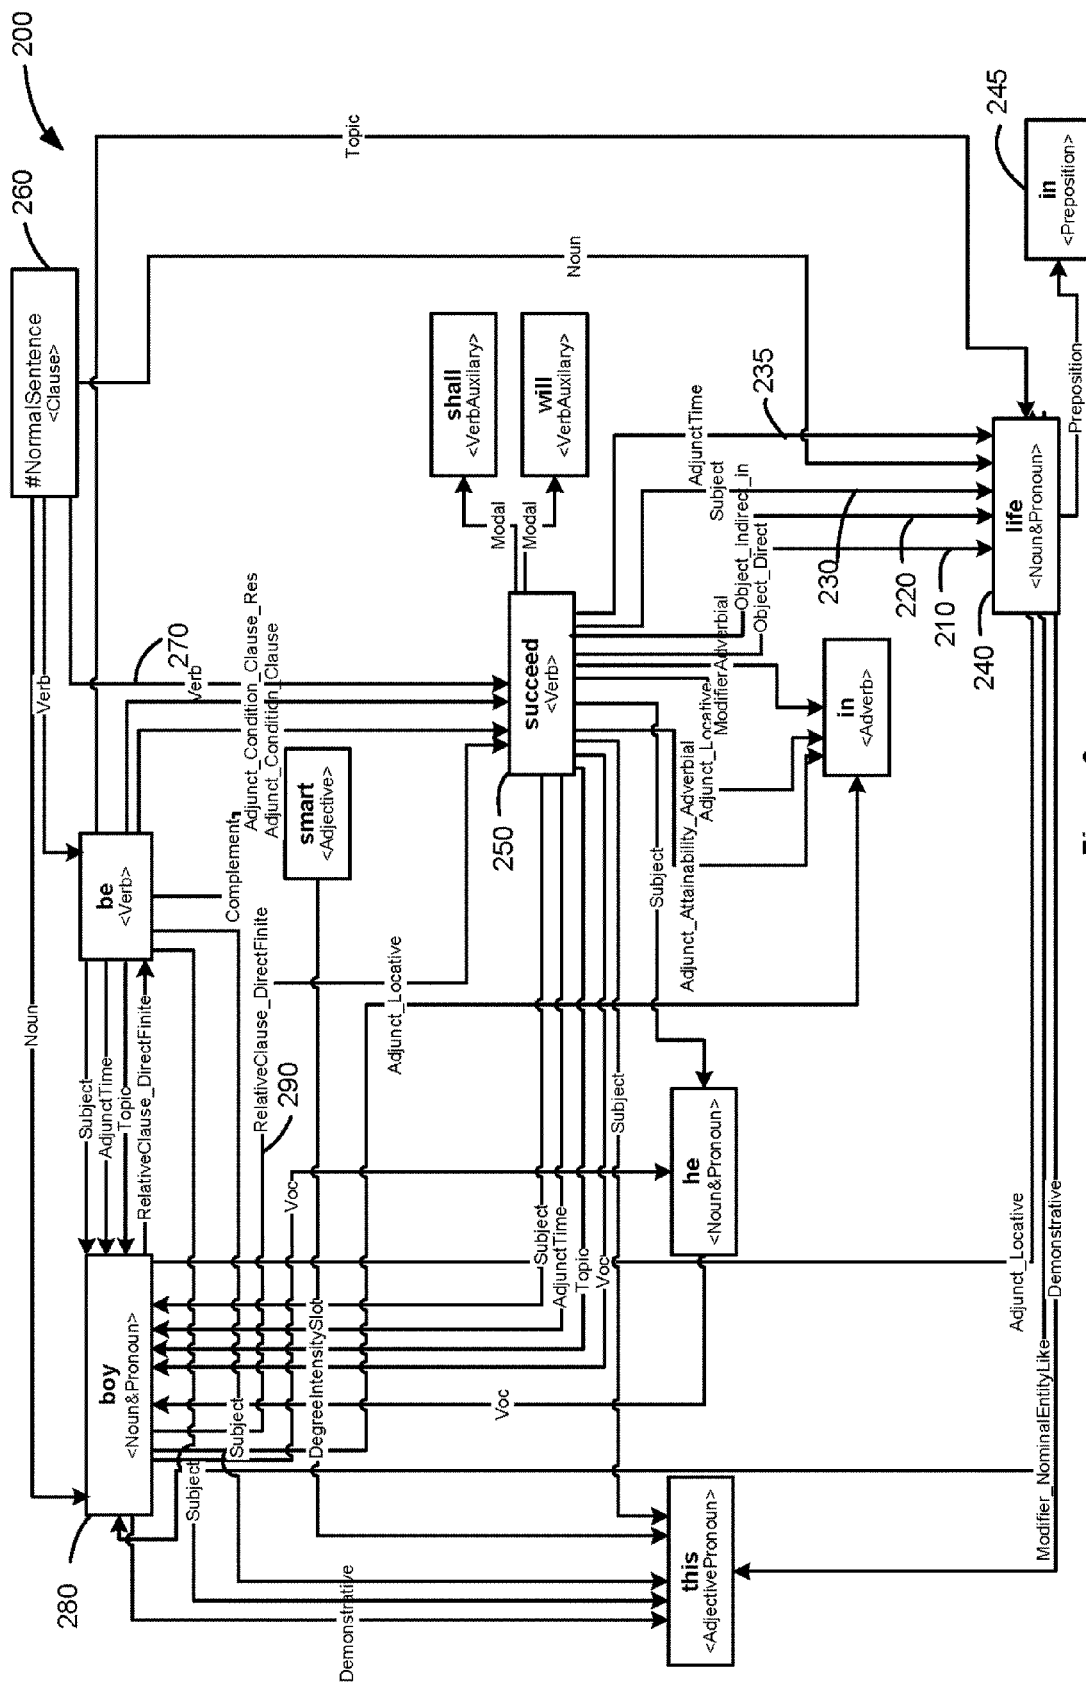 200
260
#NormalSentence
<Clause>
Noun
Verb
Verb
270
Noun
Topic
be
<Verb>
Subject
AdjunctTime
Topic
RelativeClause_DirectFinite
Complement
Adjunct_Condition_Clause_Res
Adjunct_Condition_Clause
smart
<Adjective>
shall
<VerbAuxilary>
will
<VerbAuxilary>
Modal
Modal
boy
<Noun&Pronoun>
280
RelativeClause_DirectFinite
290
Voc
Adjunct_Locative
DegreeIntensitySlot
Subject
Subject
Demonstrative
succeed
<Verb>
250
Subject
AdjunctTime
Topic
Voc
Subject
Subject
Voc
Adjunct_Attainability_Adverbial
Adjunct_Locative
ModifierAdverbial
Object_Direct
Object_Indirect_in
Subject
AdjunctTime
235
230
220
210
240
he
<Noun&Pronoun>
in
<Adverb>
life
<Noun&Pronoun>
in
<Preposition>
245
Preposition
this
<AdjectivePronoun>
Adjunct_Locative
Modifier_NominalEntityLike
Demonstrative